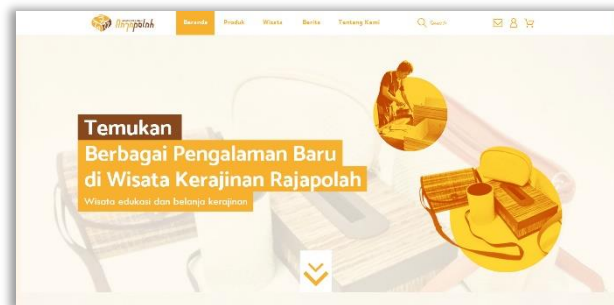 Rajapolah
Beranda Produk Wisata Berita Tentang Kami Search
Temukan
Berbagai Pengalaman Baru
di Wisata Kerajinan Rajapolah
Wisata edukasi dan belanja kerajinan